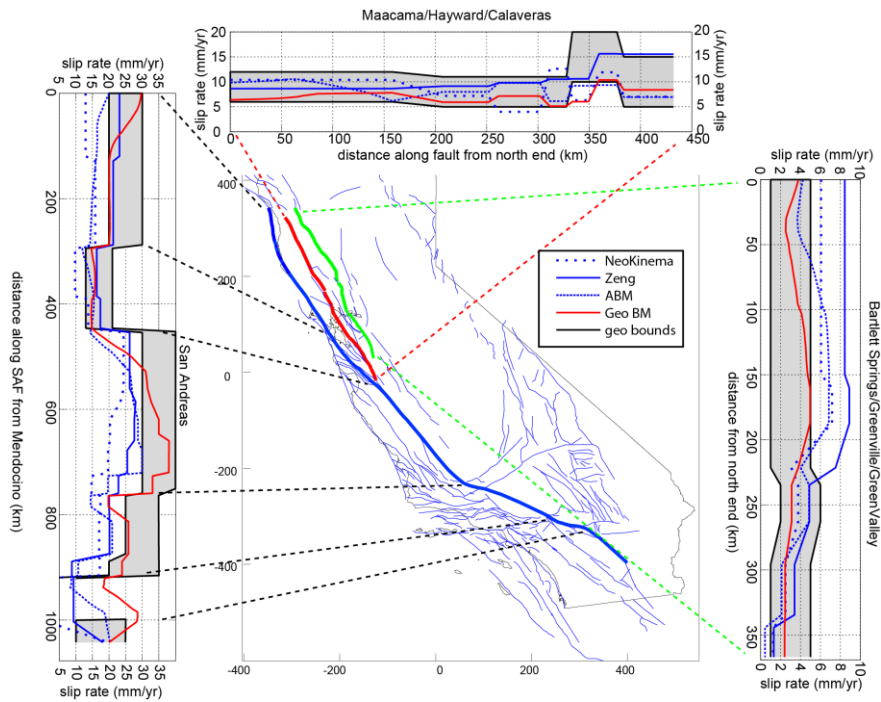 Maacama/Hayward/Calaveras
slip rate (mm/yr)
5 10 15 20 25 30 35
20
15
10
5
0
slip rate (mm/yr)
0 50 100 150 200 250 300 350 400 450
distance along fault from north end (km)
20
15
10
5
0
slip rate (mm/yr)
0
200
400
600
800
1000
distance along SAF from Mendocino (km)
San Andreas
5 10 15 20 25 30 35
slip rate (mm/yr)
400
200
0
-200
-400
-400 -200 0 200 400
NeoKinema
Zeng
ABM
Geo BM
geo bounds
slip rate (mm/yr)
0 2 4 6 8 10
0
50
100
150
200
250
300
350
distance from north end (km)
Bartlett Springs/Greenville/GreenValley
0 2 4 6 8 10
slip rate (mm/yr)